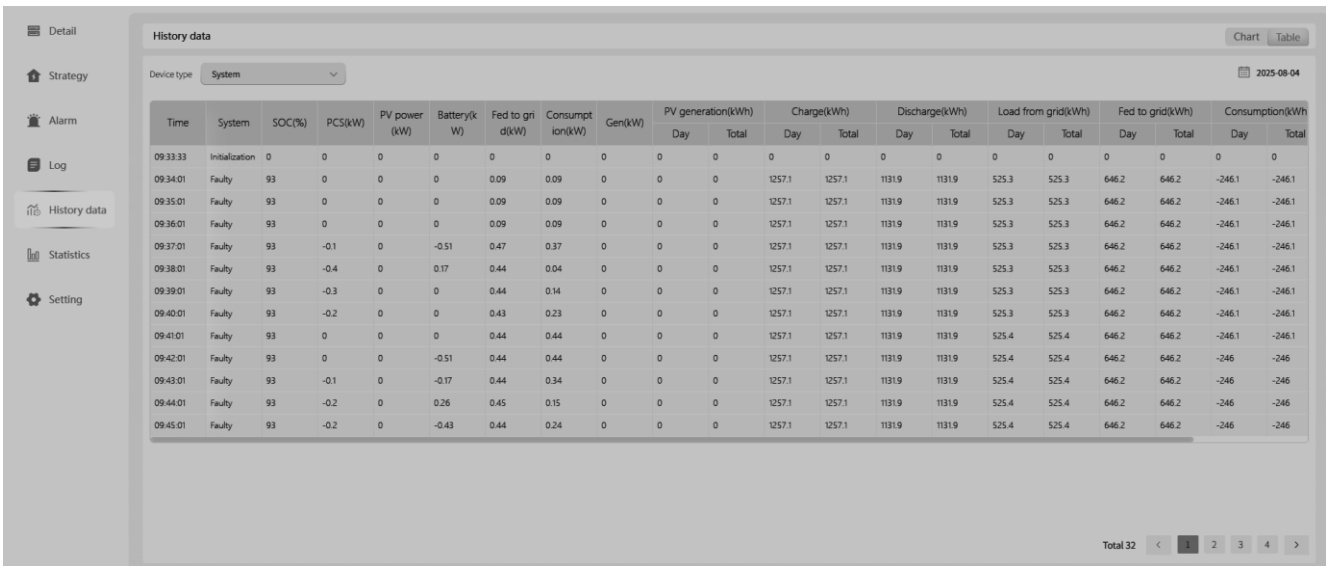 Detail
Strategy
Alarm
Log
History data
Statistics
Setting
History data
Chart Table
Device type System
2025-08-04
Time System SOC(%) PCS(kW) PV power (kW) Battery(k W) Fed to gri d(kW) Consumpt ion(kW) Gen(kW) PV generation(kWh) Charge(kWh) Discharge(kWh) Load from grid(kWh) Fed to grid(kWh) Consumption(kWh
Day Total Day Total Day Total Day Total Day Total Day Total
09:33:33 Initialization 0 0 0 0 0 0 0 0 0 0 0 0 0 0 0 0 0 0 0
09:34:01 Faulty 93 0 0 0 0.09 0.09 0 0 0 1257.1 1257.1 1131.9 1131.9 525.3 525.3 646.2 646.2 -246.1 -246.1
09:35:01 Faulty 93 0 0 0 0.09 0.09 0 0 0 1257.1 1257.1 1131.9 1131.9 525.3 525.3 646.2 646.2 -246.1 -246.1
09:36:01 Faulty 93 0 0 0 0.09 0.09 0 0 0 1257.1 1257.1 1131.9 1131.9 525.3 525.3 646.2 646.2 -246.1 -246.1
09:37:01 Faulty 93 -0.1 0 -0.51 0.47 0.37 0 0 0 1257.1 1257.1 1131.9 1131.9 525.3 525.3 646.2 646.2 -246.1 -246.1
09:38:01 Faulty 93 -0.4 0 0.17 0.44 0.04 0 0 0 1257.1 1257.1 1131.9 1131.9 525.3 525.3 646.2 646.2 -246.1 -246.1
09:39:01 Faulty 93 -0.3 0 0 0.44 0.14 0 0 0 1257.1 1257.1 1131.9 1131.9 525.3 525.3 646.2 646.2 -246.1 -246.1
09:40:01 Faulty 93 -0.2 0 0 0.43 0.23 0 0 0 1257.1 1257.1 1131.9 1131.9 525.3 525.3 646.2 646.2 -246.1 -246.1
09:41:01 Faulty 93 0 0 0 0.44 0.44 0 0 0 1257.1 1257.1 1131.9 1131.9 525.4 525.4 646.2 646.2 -246.1 -246.1
09:42:01 Faulty 93 0 0 -0.51 0.44 0.44 0 0 0 1257.1 1257.1 1131.9 1131.9 525.4 525.4 646.2 646.2 -246 -246
09:43:01 Faulty 93 -0.1 0 -0.17 0.44 0.34 0 0 0 1257.1 1257.1 1131.9 1131.9 525.4 525.4 646.2 646.2 -246 -246
09:44:01 Faulty 93 -0.2 0 0.26 0.45 0.15 0 0 0 1257.1 1257.1 1131.9 1131.9 525.4 525.4 646.2 646.2 -246 -246
09:45:01 Faulty 93 -0.2 0 -0.43 0.44 0.24 0 0 0 1257.1 1257.1 1131.9 1131.9 525.4 525.4 646.2 646.2 -246 -246
Total 32 < 1 2 3 4 >